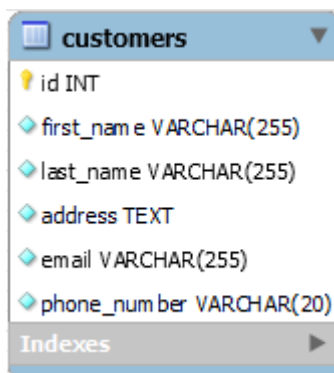 customers
id INT
first_name VARCHAR(255)
last_name VARCHAR(255)
address TEXT
email VARCHAR(255)
phone_number VARCHAR(20)
Indexes